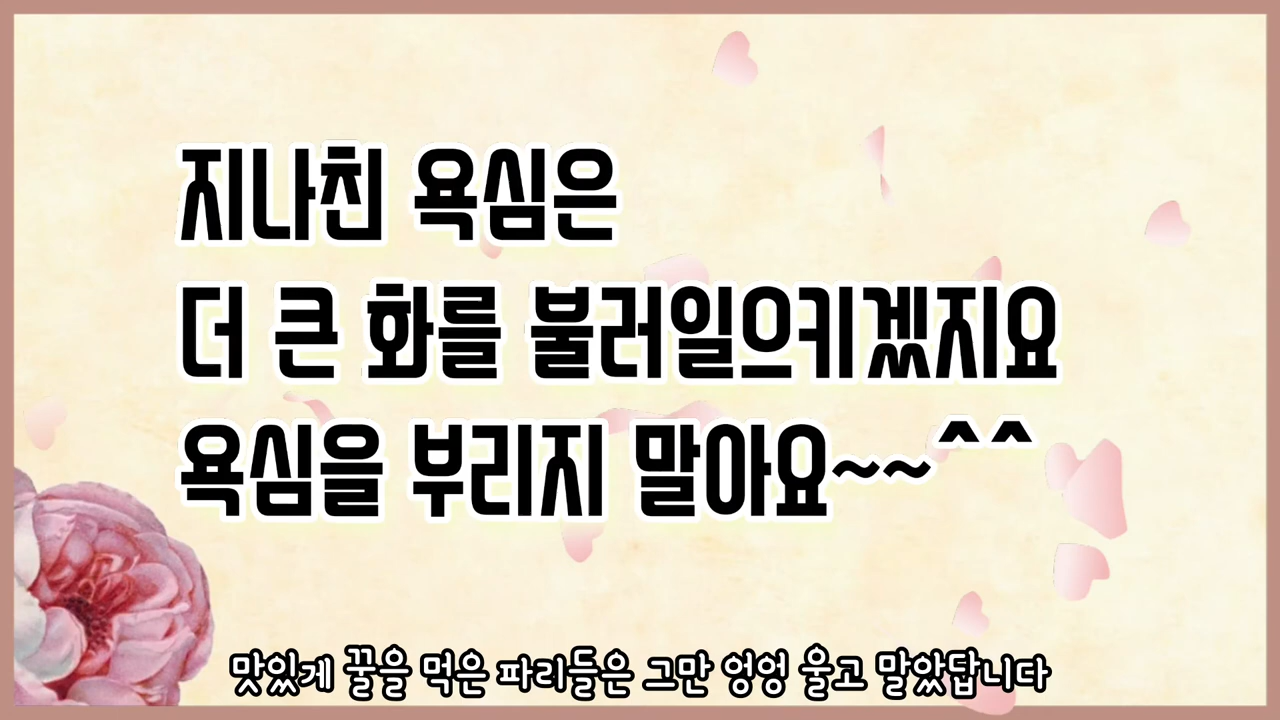 지나친 욕심은
더 큰 화를 불러일으키겠지요
욕심을 부리지 말아요~~^^
맛있게 꿀을 먹은 파리들은 그만 엉엉 울고 말았답니다